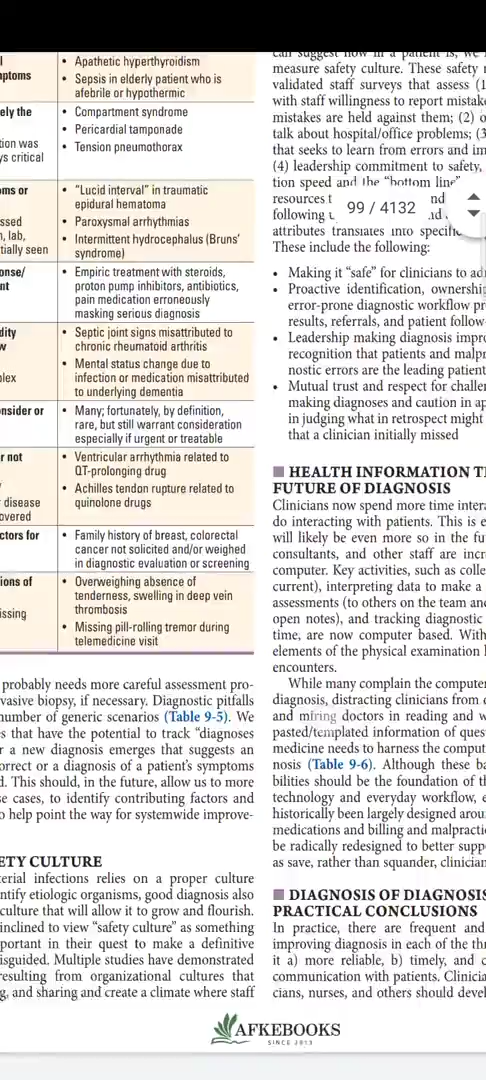 l
mptoms
• Apathetic hyperthyroidism
• Sepsis in elderly patient who is
afebrile or hypothermic
ely the
tion was
ys critical
• Compartment syndrome
• Pericardial tamponade
• Tension pneumothorax
oms or
ssed
n, lab,
tially seen
• “Lucid interval” in traumatic
epidural hematoma
• Paroxysmal arrhythmias
• Intermittent hydrocephalus (Bruns’
syndrome)
onse/
nt
• Empiric treatment with steroids,
proton pump inhibitors, antibiotics,
pain medication erroneously
masking serious diagnosis
dity
w
plex
• Septic joint signs misattributed to
chronic rheumatoid arthritis
• Mental status change due to
infection or medication misattributed
to underlying dementia
onsider or
• Many; fortunately, by definition,
rare, but still warrant consideration
especially if urgent or treatable
r not
r disease
overed
• Ventricular arrhythmia related to
QT-prolonging drug
• Achilles tendon rupture related to
quinolone drugs
ctors for
• Family history of breast, colorectal
cancer not solicited and/or weighed
in diagnostic evaluation or screening
ions of
issing
• Overweighing absence of
tenderness, swelling in deep vein
thrombosis
• Missing pill-rolling tremor during
telemedicine visit
probably needs more careful assessment pro-
vasive biopsy, if necessary. Diagnostic pitfalls
number of generic scenarios (Table 9-5). We
es that have the potential to track “diagnoses
r a new diagnosis emerges that suggests an
orrect or a diagnosis of a patient’s symptoms
d. This should, in the future, allow us to more
se cases, to identify contributing factors and
o help point the way for systemwide improve-
ETY CULTURE
terial infections relies on a proper culture
ntify etiologic organisms, good diagnosis also
culture that will allow it to grow and flourish.
inclined to view “safety culture” as something
portant in their quest to make a definitive
isguided. Multiple studies have demonstrated
resulting from organizational cultures that
g, and sharing and create a climate where staff
can suggest how in a patient is, we
measure safety culture. These safety
validated staff surveys that assess (1
with staff willingness to report mistak
mistakes are held against them; (2) o
talk about hospital/office problems; (3
that seeks to learn from errors and im
(4) leadership commitment to safety,
tion speed and the “bottom line”
resources t
nd
following
nd
attributes translates into specific
These include the following:
99 / 4132
• Making it “safe” for clinicians to ad
• Proactive identification, ownership
error-prone diagnostic workflow pr
results, referrals, and patient follow-
• Leadership making diagnosis impro
recognition that patients and malpr
nostic errors are the leading patient
• Mutual trust and respect for challen
making diagnoses and caution in ap
in judging what in retrospect might
that a clinician initially missed
■ HEALTH INFORMATION TE
FUTURE OF DIAGNOSIS
Clinicians now spend more time intera
do interacting with patients. This is e
will likely be even more so in the fu
consultants, and other staff are incre
computer. Key activities, such as colle
current), interpreting data to make a
assessments (to others on the team an
open notes), and tracking diagnostic
time, are now computer based. With
elements of the physical examination
encounters.
While many complain the computer
diagnosis, distracting clinicians from
and miring doctors in reading and w
pasted/templated information of ques
medicine needs to harness the comput
nosis (Table 9-6). Although these ba
bilities should be the foundation of th
technology and everyday workflow, e
historically been largely designed arou
medications and billing and malpractic
be radically redesigned to better supp
as save, rather than squander, clinician
■ DIAGNOSIS OF DIAGNOSIS
PRACTICAL CONCLUSIONS
In practice, there are frequent and
improving diagnosis in each of the thr
it a) more reliable, b) timely, and c
communication with patients. Clinicia
cians, nurses, and others should devel
AFKEBOOKS
SINCE 2013